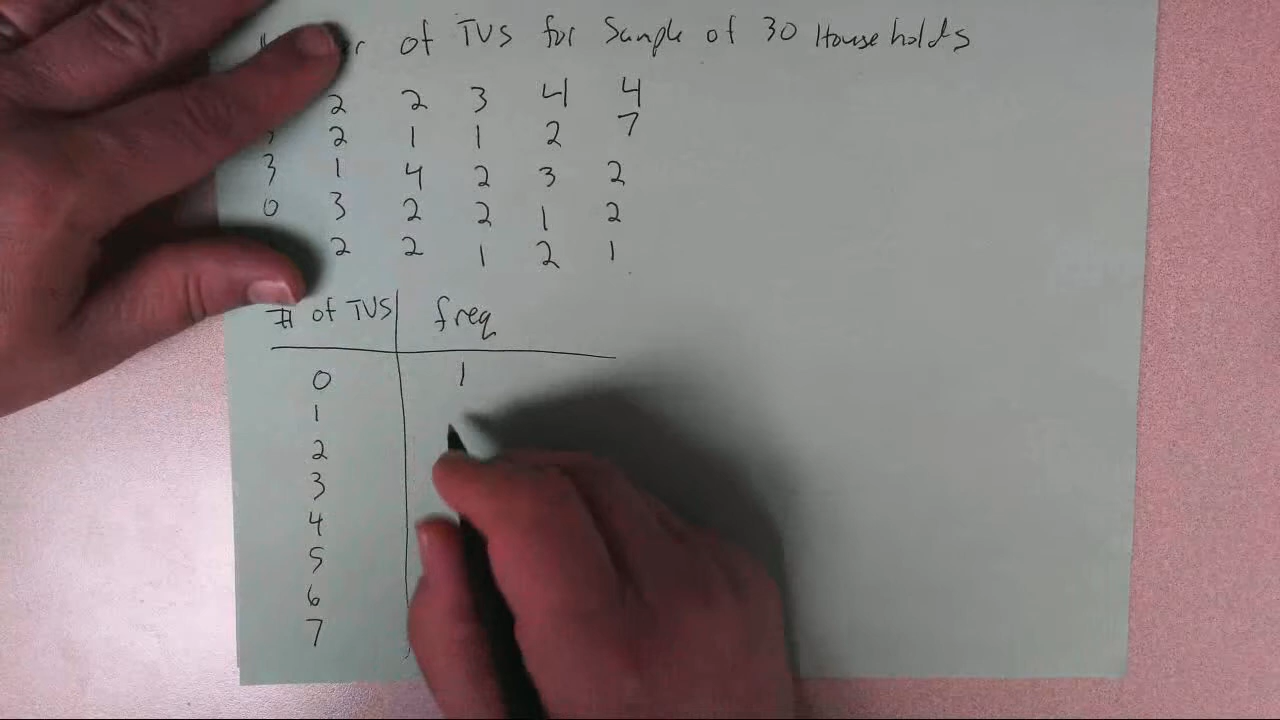 of TVS for Sample of 30 Households
2 2 3 4 4
2 1 1 2 7
3 1 4 2 3 2
0 3 2 2 1 2
2 2 1 2 1
# of TVS freq
0 1
1
2
3
4
5
6
7